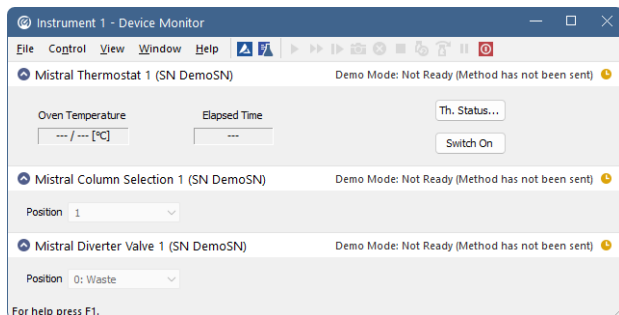 Instrument 1 - Device Monitor
File Control View Window Help
Mistral Thermostat 1 (SN DemoSN) Demo Mode: Not Ready (Method has not been sent)
Oven Temperature Elapsed Time Th. Status...
--- / --- [°C] ---
Switch On
Mistral Column Selection 1 (SN DemoSN) Demo Mode: Not Ready (Method has not been sent)
Position 1
Mistral Diverter Valve 1 (SN DemoSN) Demo Mode: Not Ready (Method has not been sent)
Position 0: Waste
For help press F1.